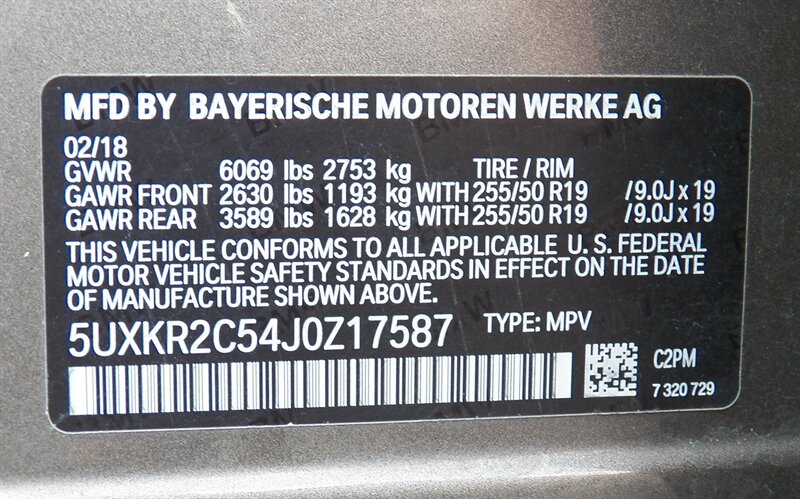 MFD BY BAYERISCHE MOTOREN WERKE AG
02/18
GVWR 6069 lbs 2753 kg TIRE / RIM
GAWR FRONT 2630 lbs 1193 kg WITH 255/50 R19 /9.0J x 19
GAWR REAR 3589 lbs 1628 kg WITH 255/50 R19 /9.0J x 19
THIS VEHICLE CONFORMS TO ALL APPLICABLE U. S. FEDERAL
MOTOR VEHICLE SAFETY STANDARDS IN EFFECT ON THE DATE
OF MANUFACTURE SHOWN ABOVE.
5UXKR2C54J0Z17587 TYPE: MPV
C2PM
7 320 729